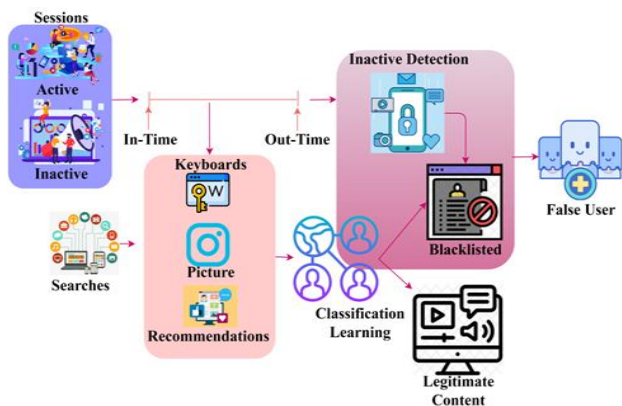 Sessions
Active
Inactive
In-Time
Out-Time
Inactive Detection
Blacklisted
False User
Keyboards
W
Picture
Recommendations
Searches
Classification
Learning
Legitimate
Content